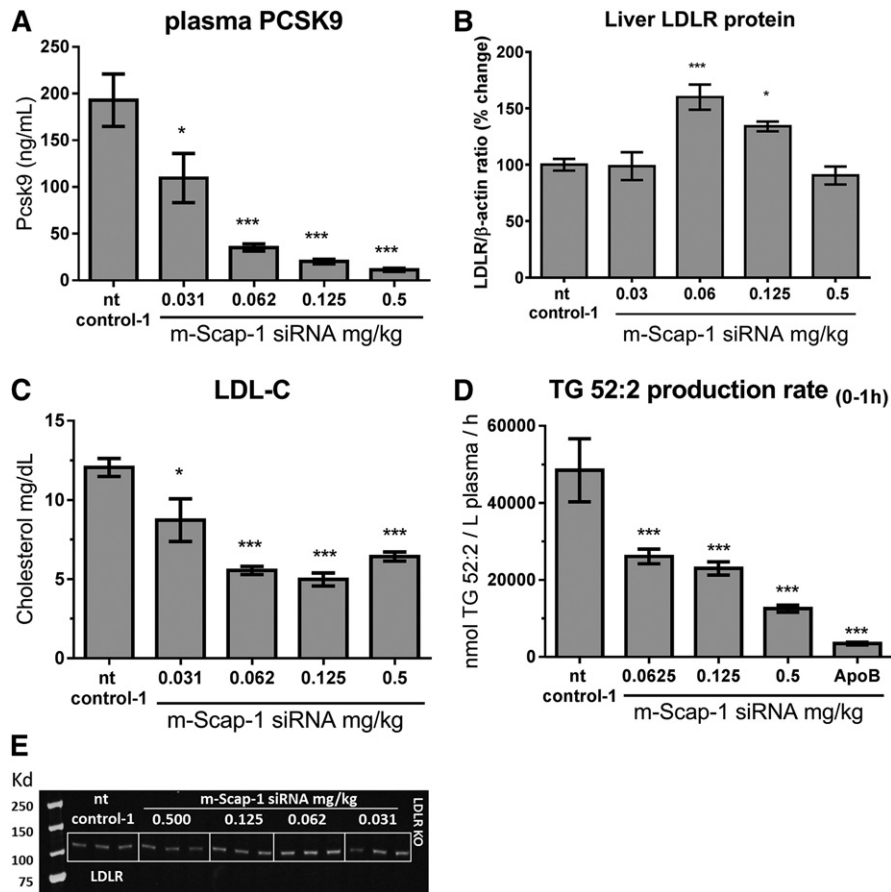 A
plasma PCSK9
Pcsk9 (ng/mL)
250
200
150
100
50
0
*
***
***
***
nt
control-1
0.031
0.062
0.125
0.5
m-Scap-1 siRNA mg/kg
B
Liver LDLR protein
LDLR/β-actin ratio (% change)
200
150
100
50
0
***
*
nt
control-1
0.03
0.06
0.125
0.5
m-Scap-1 siRNA mg/kg
C
LDL-C
Cholesterol mg/dL
15
10
5
0
*
***
***
***
nt
control-1
0.031
0.062
0.125
0.5
m-Scap-1 siRNA mg/kg
D
TG 52:2 production rate (0-1h)
nmol TG 52:2 / L plasma / h
60000
40000
20000
0
***
***
***
***
nt
control-1
0.0625
0.125
0.5
ApoB
m-Scap-1 siRNA mg/kg
E
Kd
250
150
100
75
nt
control-1
m-Scap-1 siRNA mg/kg
0.500
0.125
0.062
0.031
LDLR KO
LDLR